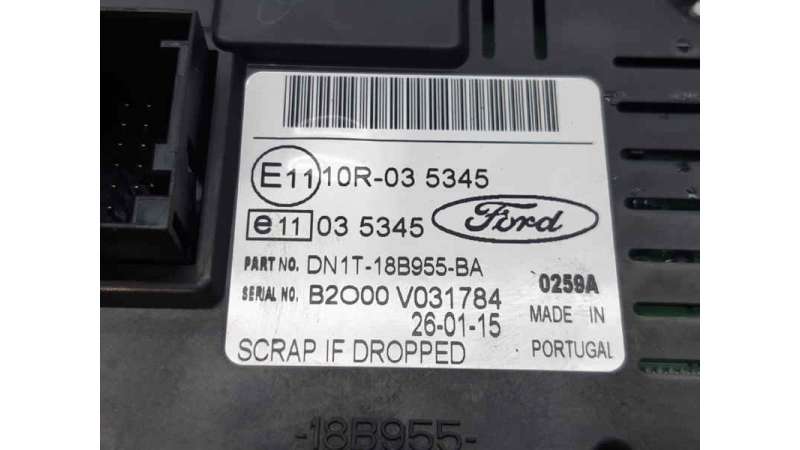 E11 10R-03 5345
e 11 03 5345 Ford
PART NO. DN1T-18B955-BA 0259A
SERIAL NO. B2O00 V031784 MADE IN
26-01-15 PORTUGAL
SCRAP IF DROPPED
-18B955-